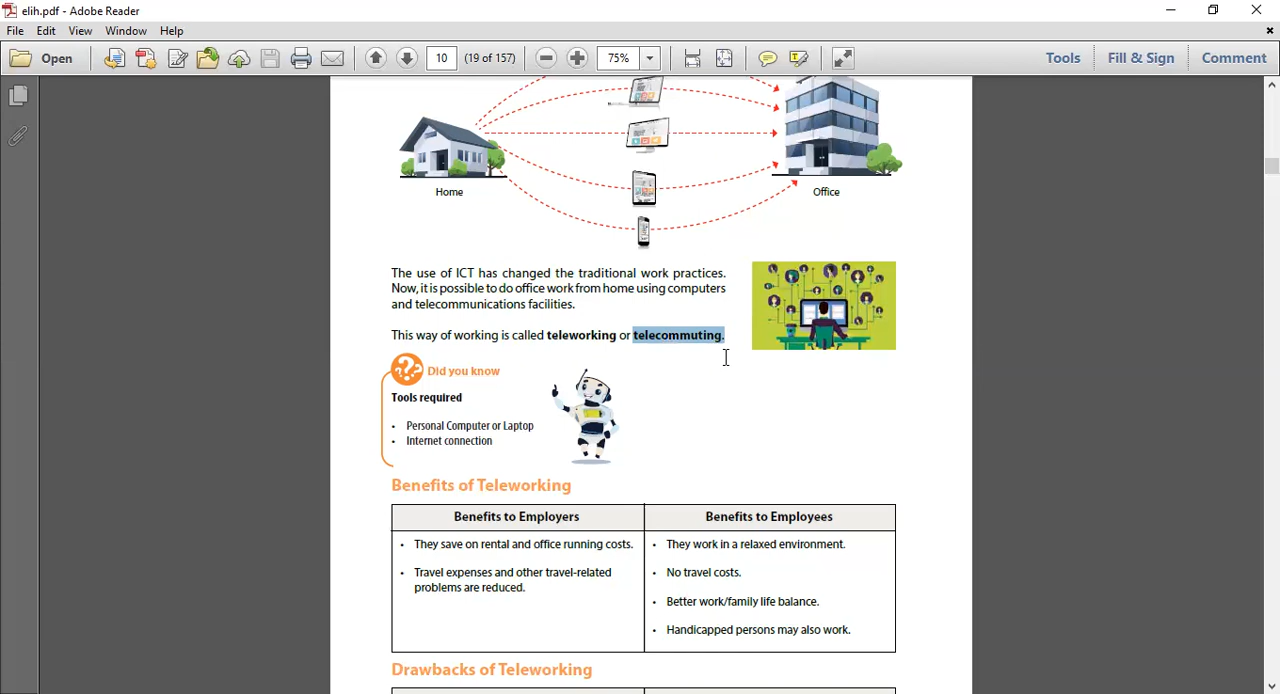 elih.pdf - Adobe Reader
File Edit View Window Help
Open 10 (19 of 157) 75% Tools Fill & Sign Comment
Home
Office
The use of ICT has changed the traditional work practices.
Now, it is possible to do office work from home using computers
and telecommunications facilities.
This way of working is called teleworking or telecommuting.
Did you know
Tools required
• Personal Computer or Laptop
• Internet connection
Benefits of Teleworking
Benefits to Employers
• They save on rental and office running costs.
• Travel expenses and other travel-related
problems are reduced.
Benefits to Employees
• They work in a relaxed environment.
• No travel costs.
• Better work/family life balance.
• Handicapped persons may also work.
Drawbacks of Teleworking